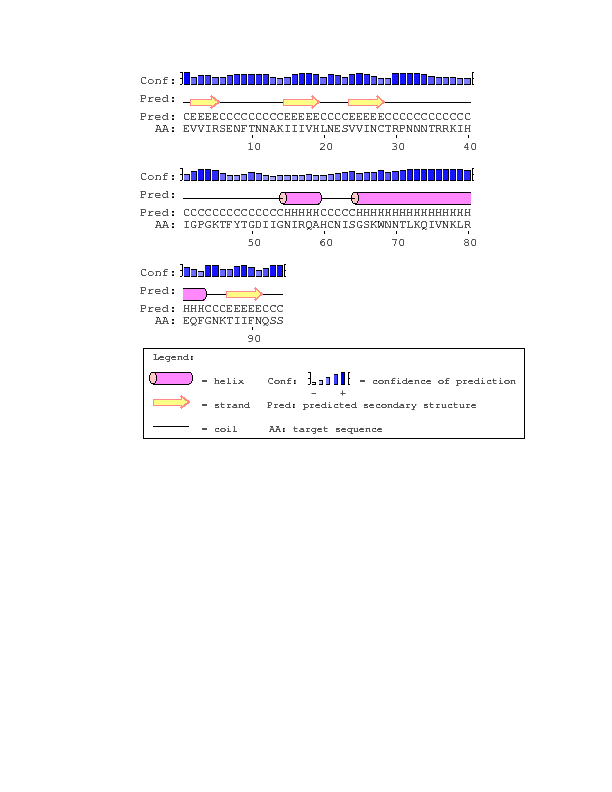 Conf:
Pred:
Pred: CEEEECCCCCCCCCEEEEECCCCEEEEECCCCCCCCCCCC
AA: EVVIRSENFTNNAKIIIVHLNESVVINCTRPNNNTRRKIH
10 20 30 40
Conf:
Pred:
Pred: CCCCCCCCCCCCCCHHHHHCCCCCHHHHHHHHHHHHHHHH
AA: IGPGKTFYTGDIIGNIRQAHCNISGSKWNNTLKQIVNKLR
50 60 70 80
Conf:
Pred:
Pred: HHHCCCEEEEECCC
AA: EQFGNKTIIFNQSS
90
Legend:
= helix Conf: = confidence of prediction
- +
= strand Pred: predicted secondary structure
= coil AA: target sequence